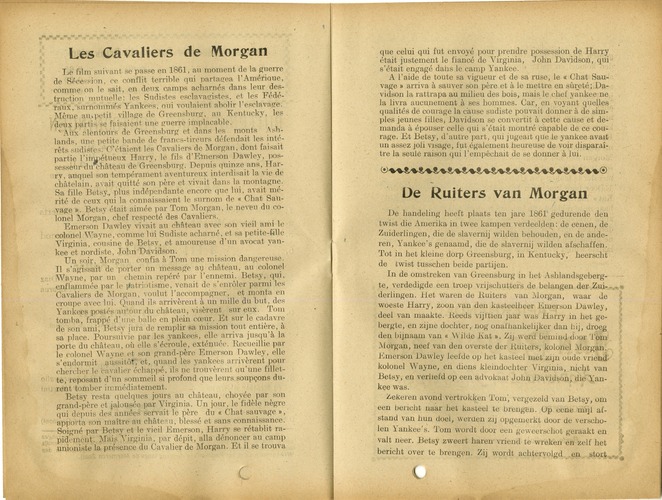 Les Cavaliers de Morgan
Le film suivant se passe en 1861, au moment de la guerre
de Sécession, ce conflit terrible qui partagea l'Amérique,
comme on le sait, en deux camps acharnés dans leur des-
truction mutuelle: les Sudistes esclavagistes, et les Fédé-
raux, surnommés Yankees, qui voulaient abolir l'esclavage.
Même au petit village de Greensburg, au Kentucky, les
deux partis se faisaient une guerre implacable.
Aux alentours de Greensburg et dans les monts Ash-
lands, une petite bande de francs-tireurs défendait les inté-
rêts sudistes. C'étaient les Cavaliers de Morgan, dont faisait
partie l'impétueux Harry, le fils d'Emerson Dawley, pos-
sesseur du château de Greensburg. Depuis quinze ans, Har-
ry, auquel son tempérament aventureux interdisait la vie de
châtelain, avait quitté son père et vivait dans la montagne.
Sa fille Betsy, plus indépendante encore que lui, avait mé-
rité de ceux qui la connaissaient le surnom de « Chat Sau-
vage ». Betsy était aimée par Tom Morgan, le neveu du co-
lonel Morgan, chef respecté des Cavaliers.
Emerson Dawley vivait au château avec son vieil ami le
colonel Wayne, comme lui Sudiste acharné, et sa petite-fille
Virginia, cousine de Betsy, et amoureuse d'un avocat yan-
kee et nordiste, John Davidson.
Un soir, Morgan confia à Tom une mission dangereuse.
Il s'agissait de porter un message au château, au colonel
Wayne, par un chemin repéré par l'ennemi. Betsy, qui,
enflammée par le patriotisme, venait de s'enrôler parmi les
Cavaliers de Morgan, voulut l'accompagner, et monta en
croupe avec lui. Quand ils arrivèrent à un mille du but, des
Yankees postés autour du château, visèrent sur eux. Tom
tomba, frappé d'une balle en plein cœur. Et sur le cadavre
de son ami, Betsy jura de remplir sa mission tout entière, à
sa place. Poursuivie par les yankees, elle arriva jusqu'à la
porte du château, où elle s'écroula, exténuée. Recueillie par
le colonel Wayne et son grand-père Emerson Dawley, elle
s'endormit aussitôt, et, quand les yankees arrivèrent pour
chercher le cavalier échappé, ils ne trouvèrent qu'une fillet-
te, reposant d'un sommeil si profond que leurs soupçons du-
rent tomber immédiatement.
Betsy resta quelques jours au château, choyée par son
grand-père et jalousée par Virginia. Un jour, le fidèle nègre
qui depuis des années servait le père du « Chat sauvage »,
apporta son maître au château, blessé et sans connaissance.
Soigné par Betsy et le vieil Emerson, Harry se rétablit ra-
pidement. Mais Virginia, par dépit, alla dénoncer au camp
unioniste la présence du Cavalier de Morgan. Et il se trouva
que celui qui fut envoyé pour prendre possession de Harry
était justement le fiancé de Virginia, John Davidson, qui
s'était engagé dans le camp Yankee.
A l'aide de toute sa vigueur et de sa ruse, le « Chat Sau-
vage » arriva à sauver son père et à le mettre en sûreté; Da-
vidson la rattrapa au milieu des bois, mais le chef yankee ne
la livra aucunement à ses hommes. Car, en voyant quelles
qualités de courage la cause sudiste pouvait donner à de sim-
ples jeunes filles, Davidson se convertit à cette cause et de-
manda à épouser celle qui s'était montré capable de ce cou-
rage. Et Betsy, d'autre part, qui jugeait que le yankee avait
un assez joli visage, fut également heureuse de voir disparaî-
tre la seule raison qui l'empêchait de se donner à lui.
De Ruiters van Morgan
De handeling heeft plaats ten jare 1861 gedurende den
twist die Amerika in twee kampen verdeelden: de eenen, de
Zuiderlingen, die de slavernij wilden behouden, en de ande-
ren, Yankee's genaamd, die de slavernij wilden afschaffen.
Tot in het kleine dorp Greensburg, in Kentucky, heerscht
de twist tusschen beide partijen.
In de omstreken van Greensburg in het Ashlandsgeberg-
te, verdedigde een troep vrijschutters de belangen der Zui-
derlingen. Het waren de Ruiters van Morgan, waar de
woeste Harry, zoon van den kasteelheer Emerson Dawley,
deel van maakte. Reeds vijftien jaar was Harry in het ge-
bergte, en zijne dochter, nog onafhankelijker dan hij, droeg
den bijnaam van « Wilde Kat ». Zij werd bemind door Tom
Morgan, neef van den overste der Ruiters, kolonel Morgan.
Emerson Dawley leefde op het kasteel met zijn oude vriend
kolonel Wayne, en diens kleindochter Virginia, nicht van
Betsy, en verliefd op een advokaat John Davidson, die Yan-
kee was.
Zekeren avond vertrokken Tom, vergezeld van Betsy, om
een bericht naar het kasteel te brengen. Op eene mijl af-
stand van hun doel, werden zij opgemerkt door de verscho-
len Yankee's. Tom wordt door een geweerschot geraakt en
valt neer. Betsy zweert haren vriend te wreken en zelf het
bericht over te brengen. Zij wordt achtervolgd en stort